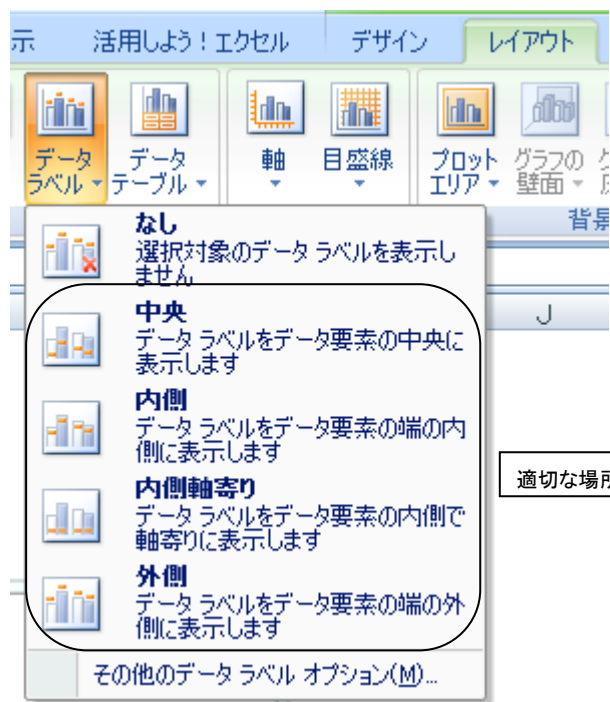 示 活用しよう！エクセル デザイン レイアウト
データ
ラベル
データ
テーブル
軸
目盛線
プロット
エリア
グラフの
壁面
背景
なし
選択対象のデータ ラベルを表示し
ません
J
中央
データ ラベルをデータ要素の中央に
表示します
内側
データ ラベルをデータ要素の端の内
側に表示します
適切な場所
内側軸寄り
データ ラベルをデータ要素の内側で
軸寄りに表示します
外側
データ ラベルをデータ要素の端の外
側に表示します
その他のデータ ラベル オプション(M)...